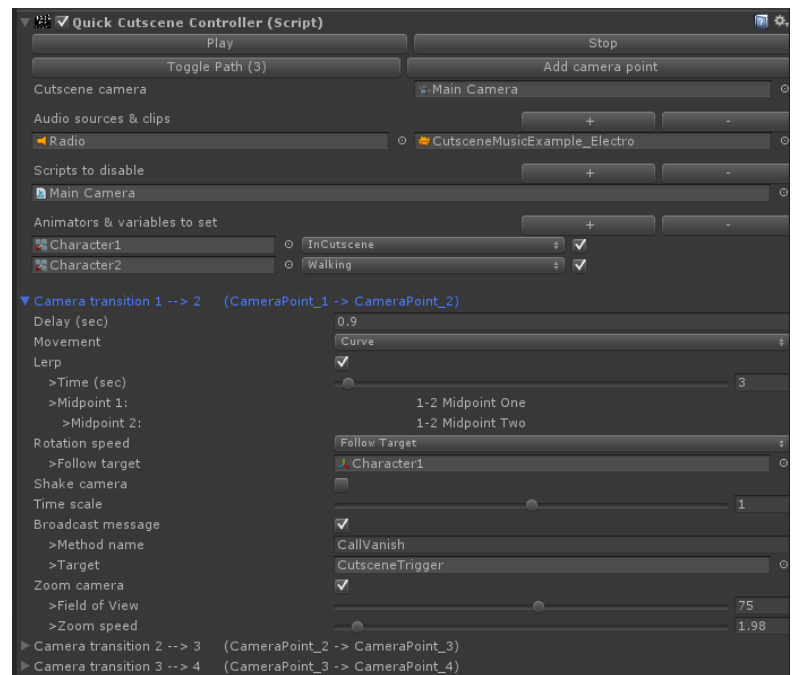 Quick Cutscene Controller (Script)
Play Stop
Toggle Path (3) Add camera point
Cutscene camera Main Camera
Audio sources & clips + -
Radio CutsceneMusicExample_Electro
Scripts to disable + -
Main Camera
Animators & variables to set + -
Character1 InCutscene
Character2 Walking
Camera transition 1 --> 2 (CameraPoint_1 -> CameraPoint_2)
Delay (sec) 0.9
Movement Curve
Lerp
>Time (sec) 3
>Midpoint 1: 1-2 Midpoint One
>Midpoint 2: 1-2 Midpoint Two
Rotation speed Follow Target
>Follow target Character1
Shake camera
Time scale 1
Broadcast message
>Method name CallVanish
>Target CutsceneTrigger
Zoom camera
>Field of View 75
>Zoom speed 1.98
Camera transition 2 --> 3 (CameraPoint_2 -> CameraPoint_3)
Camera transition 3 --> 4 (CameraPoint_3 -> CameraPoint_4)